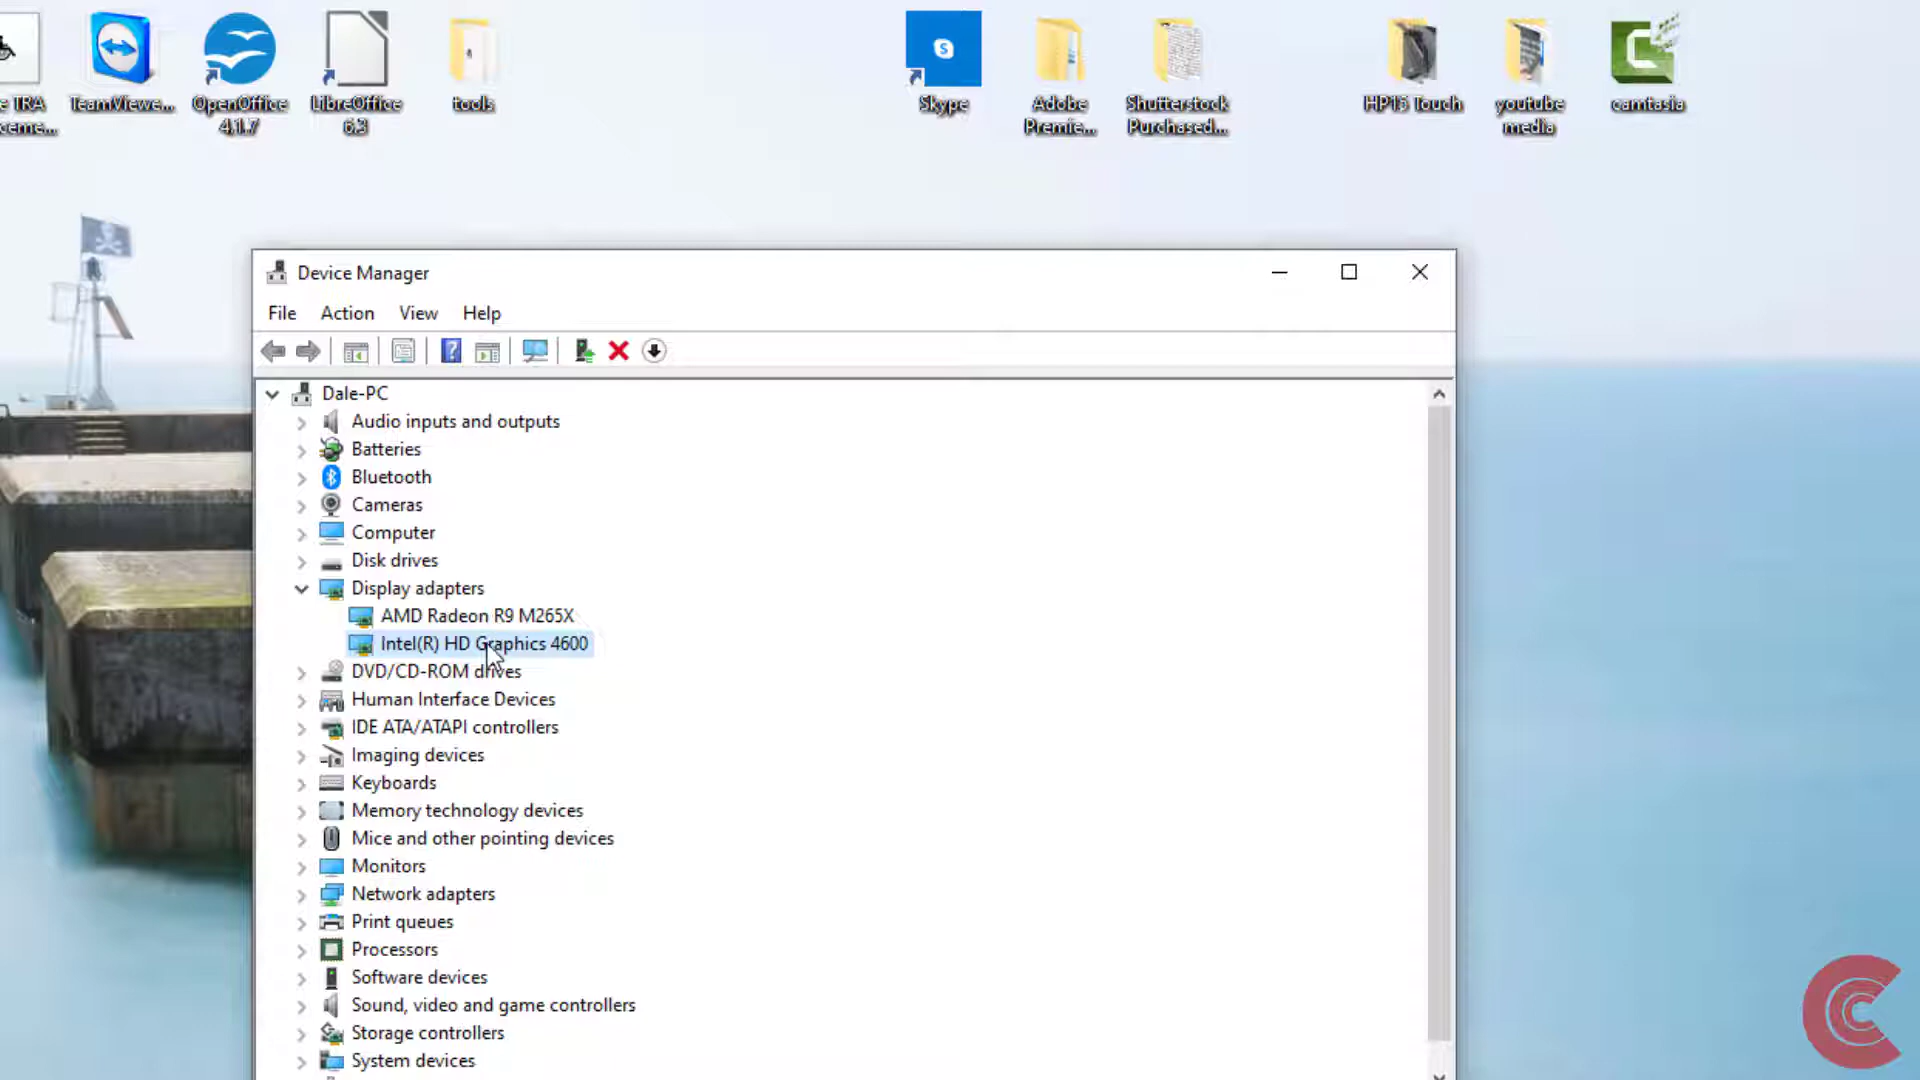 e TRA
ceme...
TeamViewe...
OpenOffice
4.1.7
LibreOffice
6.3
tools
Skype
Adobe
Premie...
Shutterstock
Purchased...
HP15 Touch
youtube
media
camtasia
Device Manager
File Action View Help
Dale-PC
Audio inputs and outputs
Batteries
Bluetooth
Cameras
Computer
Disk drives
Display adapters
AMD Radeon R9 M265X
Intel(R) HD Graphics 4600
DVD/CD-ROM drives
Human Interface Devices
IDE ATA/ATAPI controllers
Imaging devices
Keyboards
Memory technology devices
Mice and other pointing devices
Monitors
Network adapters
Print queues
Processors
Software devices
Sound, video and game controllers
Storage controllers
System devices